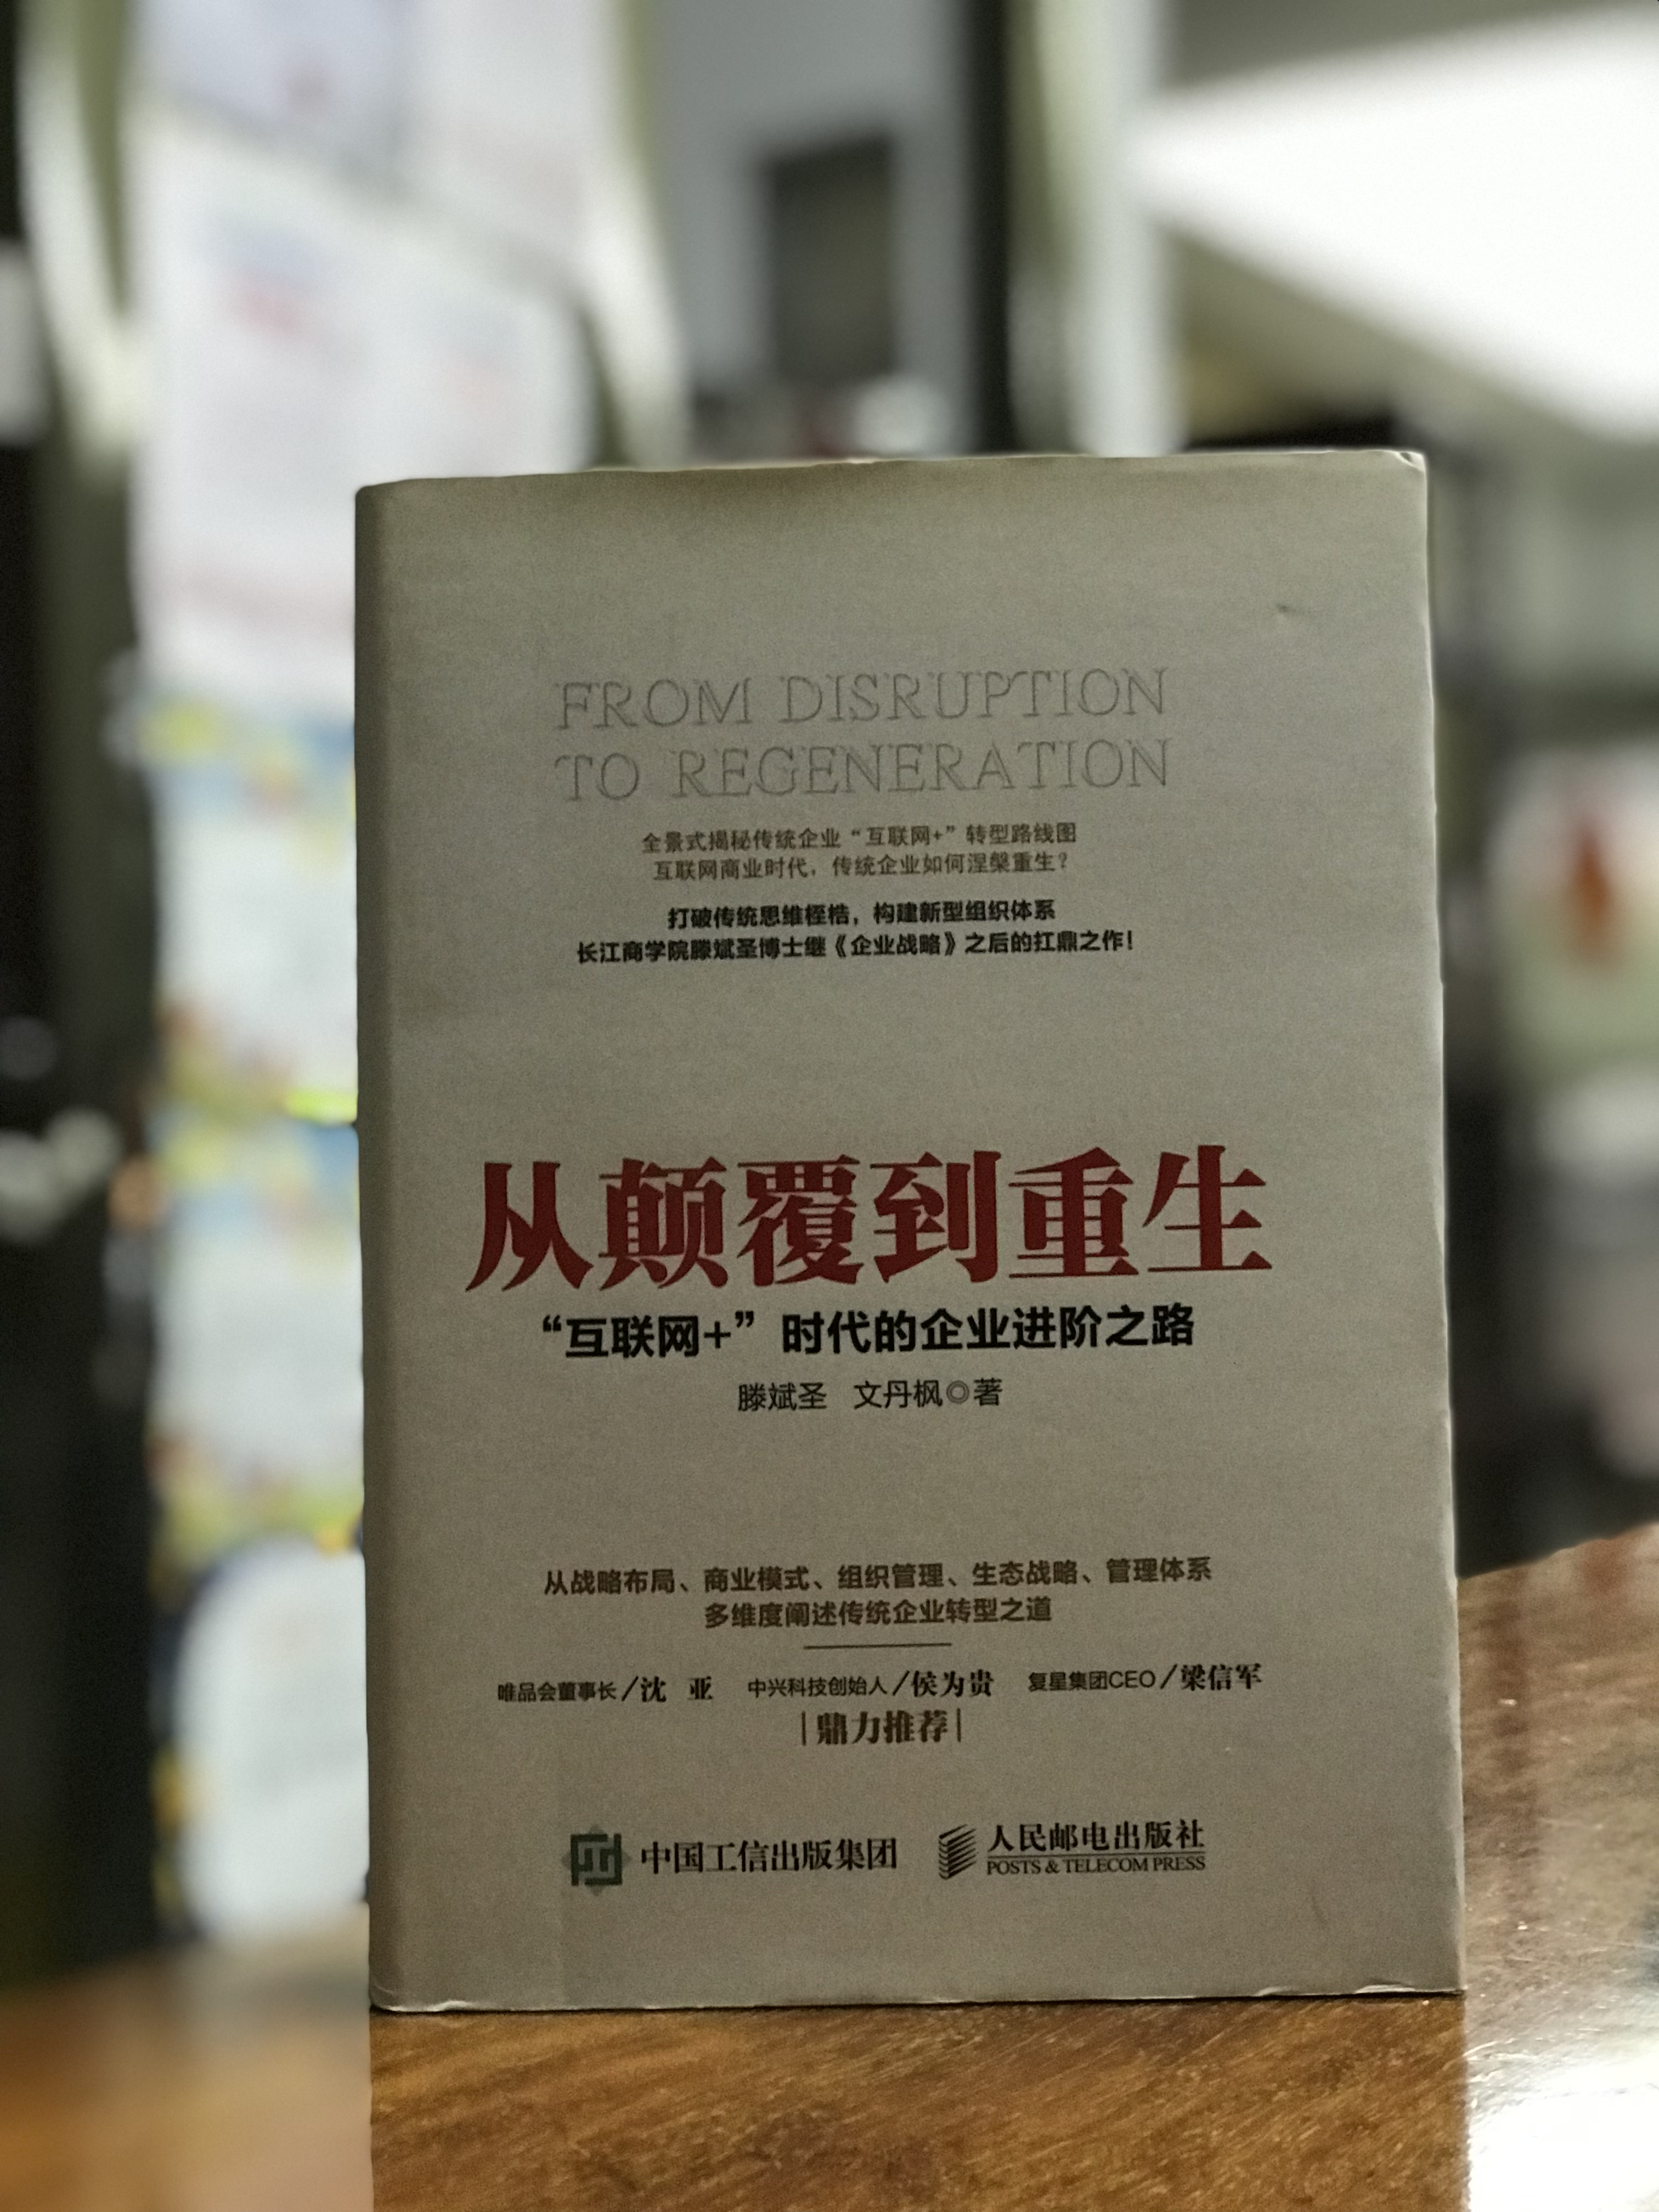 FROM DISRUPTION
TO REGENERATION
全景式揭秘传统企业“互联网+”转型路线图
互联网商业时代，传统企业如何涅槃重生？
打破传统思维桎梏，构建新型组织体系
长江商学院滕斌圣博士继《企业战略》之后的扛鼎之作！
从颠覆到重生
“互联网+”时代的企业进阶之路
滕斌圣 文丹枫◎著
从战略布局、商业模式、组织管理、生态战略、管理体系
多维度阐述传统企业转型之道
唯品会董事长/沈 亚 中兴科技创始人/侯为贵 复星集团CEO/梁信军
|鼎力推荐|
中国工信出版集团 人民邮电出版社
POSTS & TELECOM PRESS